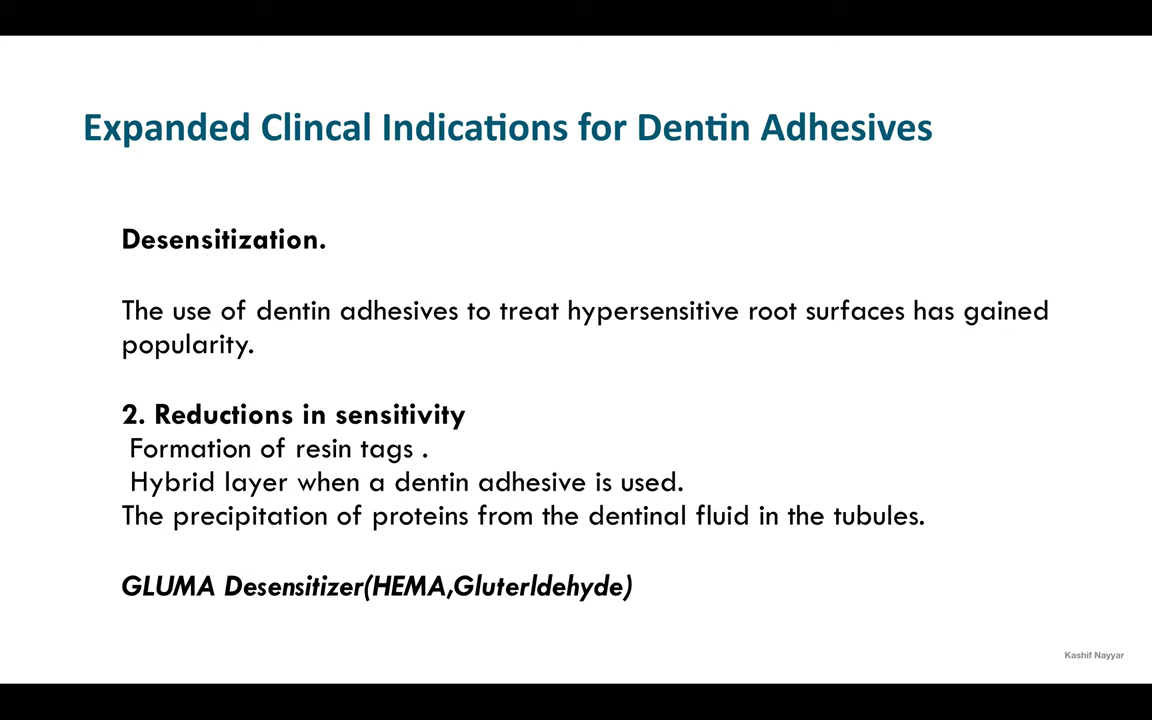 Expanded Clincal Indications for Dentin Adhesives
Desensitization.
The use of dentin adhesives to treat hypersensitive root surfaces has gained
popularity.
2. Reductions in sensitivity
Formation of resin tags .
Hybrid layer when a dentin adhesive is used.
The precipitation of proteins from the dentinal fluid in the tubules.
GLUMA Desensitizer(HEMA,Gluterldehyde)
Kashif Nayyar